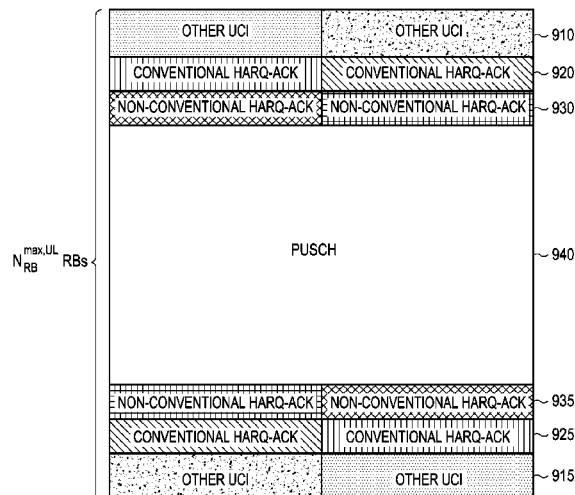 OTHER UCI OTHER UCI 910
CONVENTIONAL HARQ-ACK CONVENTIONAL HARQ-ACK 920
NON-CONVENTIONAL HARQ-ACK NON-CONVENTIONAL HARQ-ACK 930
N_RB^max,UL RBs PUSCH 940
NON-CONVENTIONAL HARQ-ACK NON-CONVENTIONAL HARQ-ACK 935
CONVENTIONAL HARQ-ACK CONVENTIONAL HARQ-ACK 925
OTHER UCI OTHER UCI 915